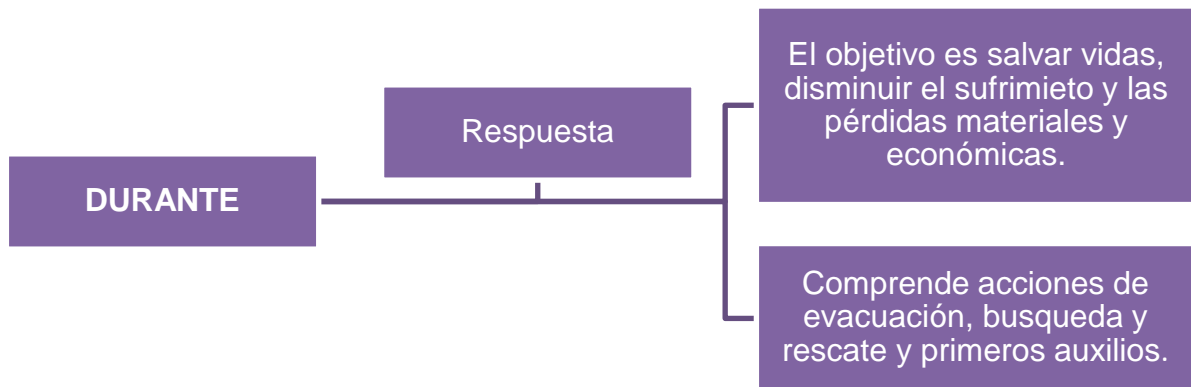 DURANTE
Respuesta
El objetivo es salvar vidas,
disminuir el sufrimieto y las
pérdidas materiales y
económicas.
Comprende acciones de
evacuación, busqueda y
rescate y primeros auxilios.